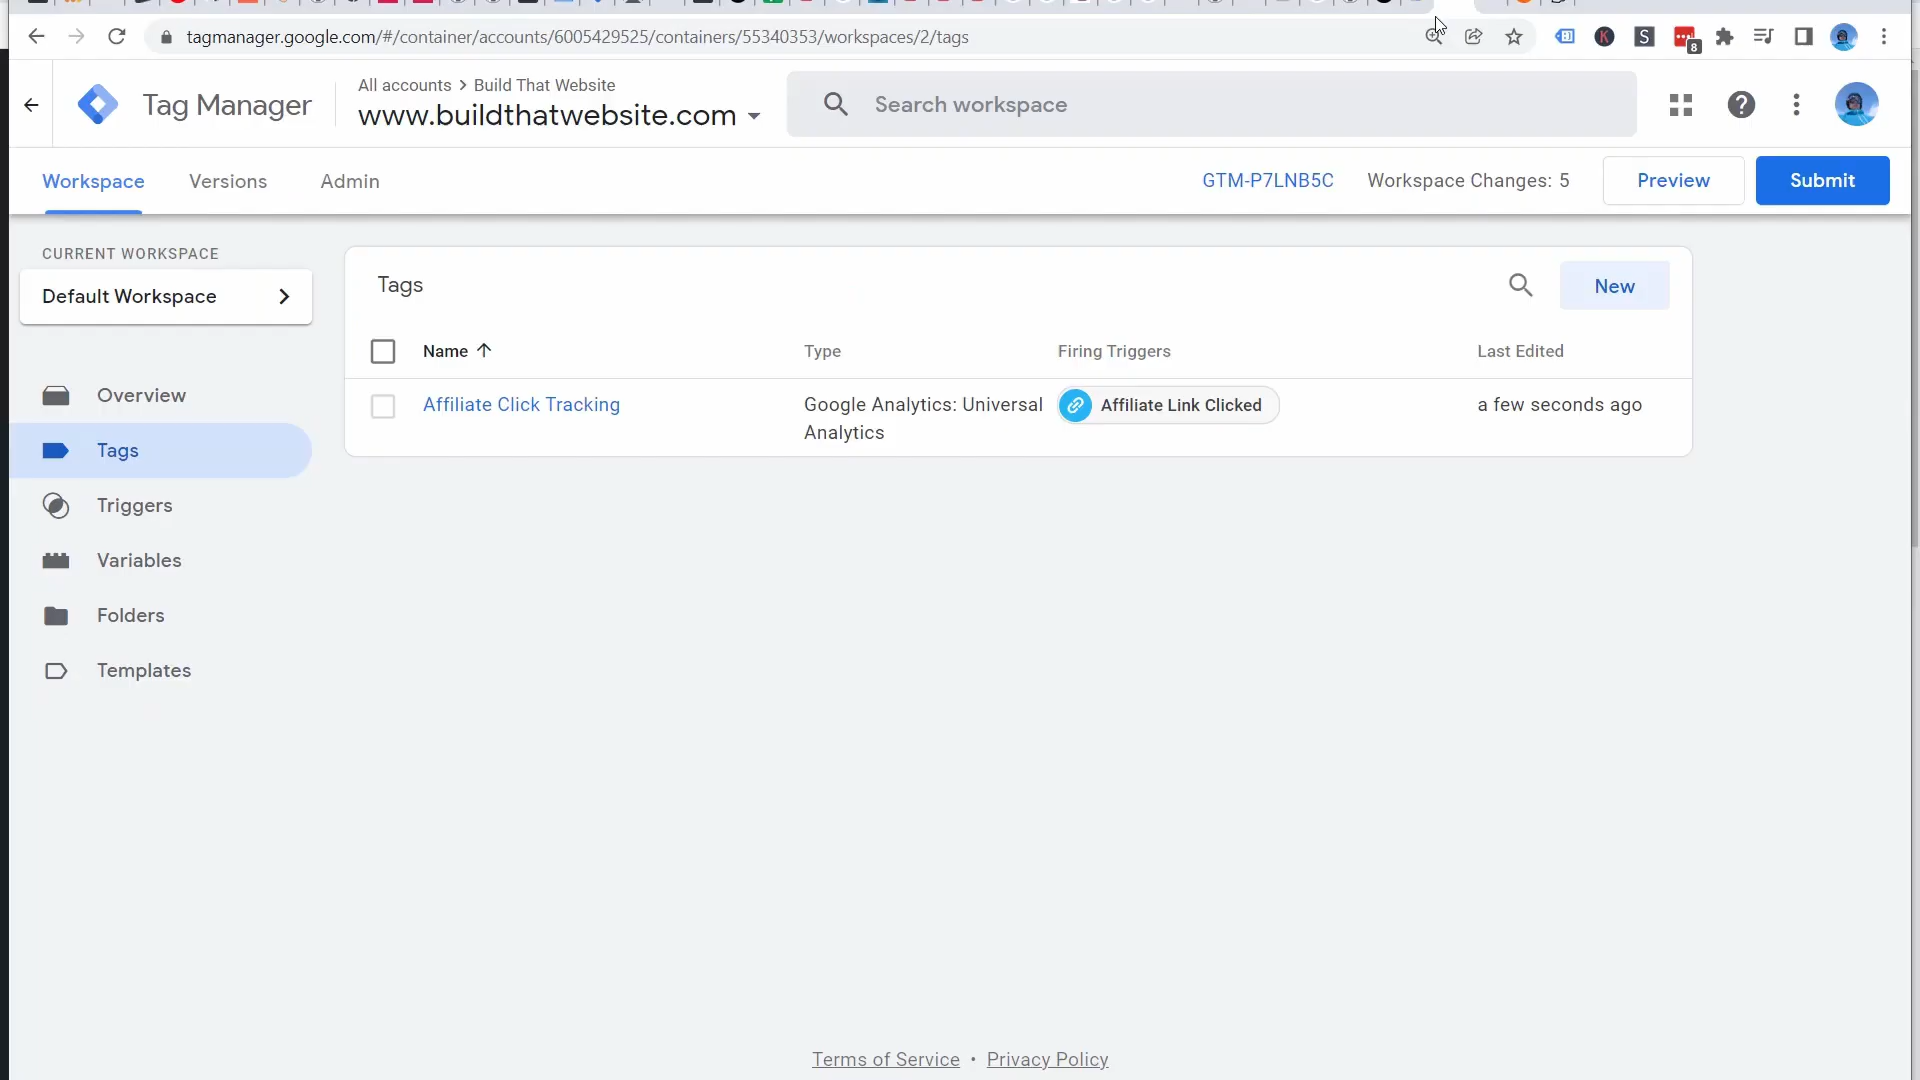 tagmanager.google.com/#/container/accounts/6005429525/containers/55340353/workspaces/2/tags
K
S
8
Tag Manager
All accounts > Build That Website
www.buildthatwebsite.com
Search workspace
Workspace
Versions
Admin
GTM-P7LNB5C
Workspace Changes: 5
Preview
Submit
CURRENT WORKSPACE
Default Workspace
Overview
Tags
Triggers
Variables
Folders
Templates
Tags
New
Name
Type
Firing Triggers
Last Edited
Affiliate Click Tracking
Google Analytics: Universal
Analytics
Affiliate Link Clicked
a few seconds ago
Terms of Service • Privacy Policy